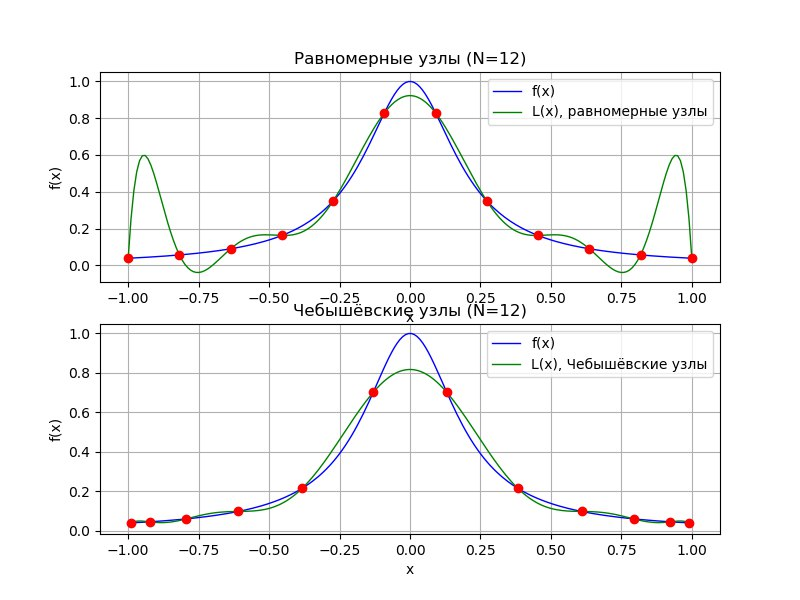 Равномерные узлы (N=12)
f(x)
L(x), равномерные узлы
f(x)
1.0
0.8
0.6
0.4
0.2
0.0
−1.00 −0.75 −0.50 −0.25 0.00 0.25 0.50 0.75 1.00
x
Чебышёвские узлы (N=12)
f(x)
L(x), Чебышёвские узлы
f(x)
1.0
0.8
0.6
0.4
0.2
0.0
−1.00 −0.75 −0.50 −0.25 0.00 0.25 0.50 0.75 1.00
x